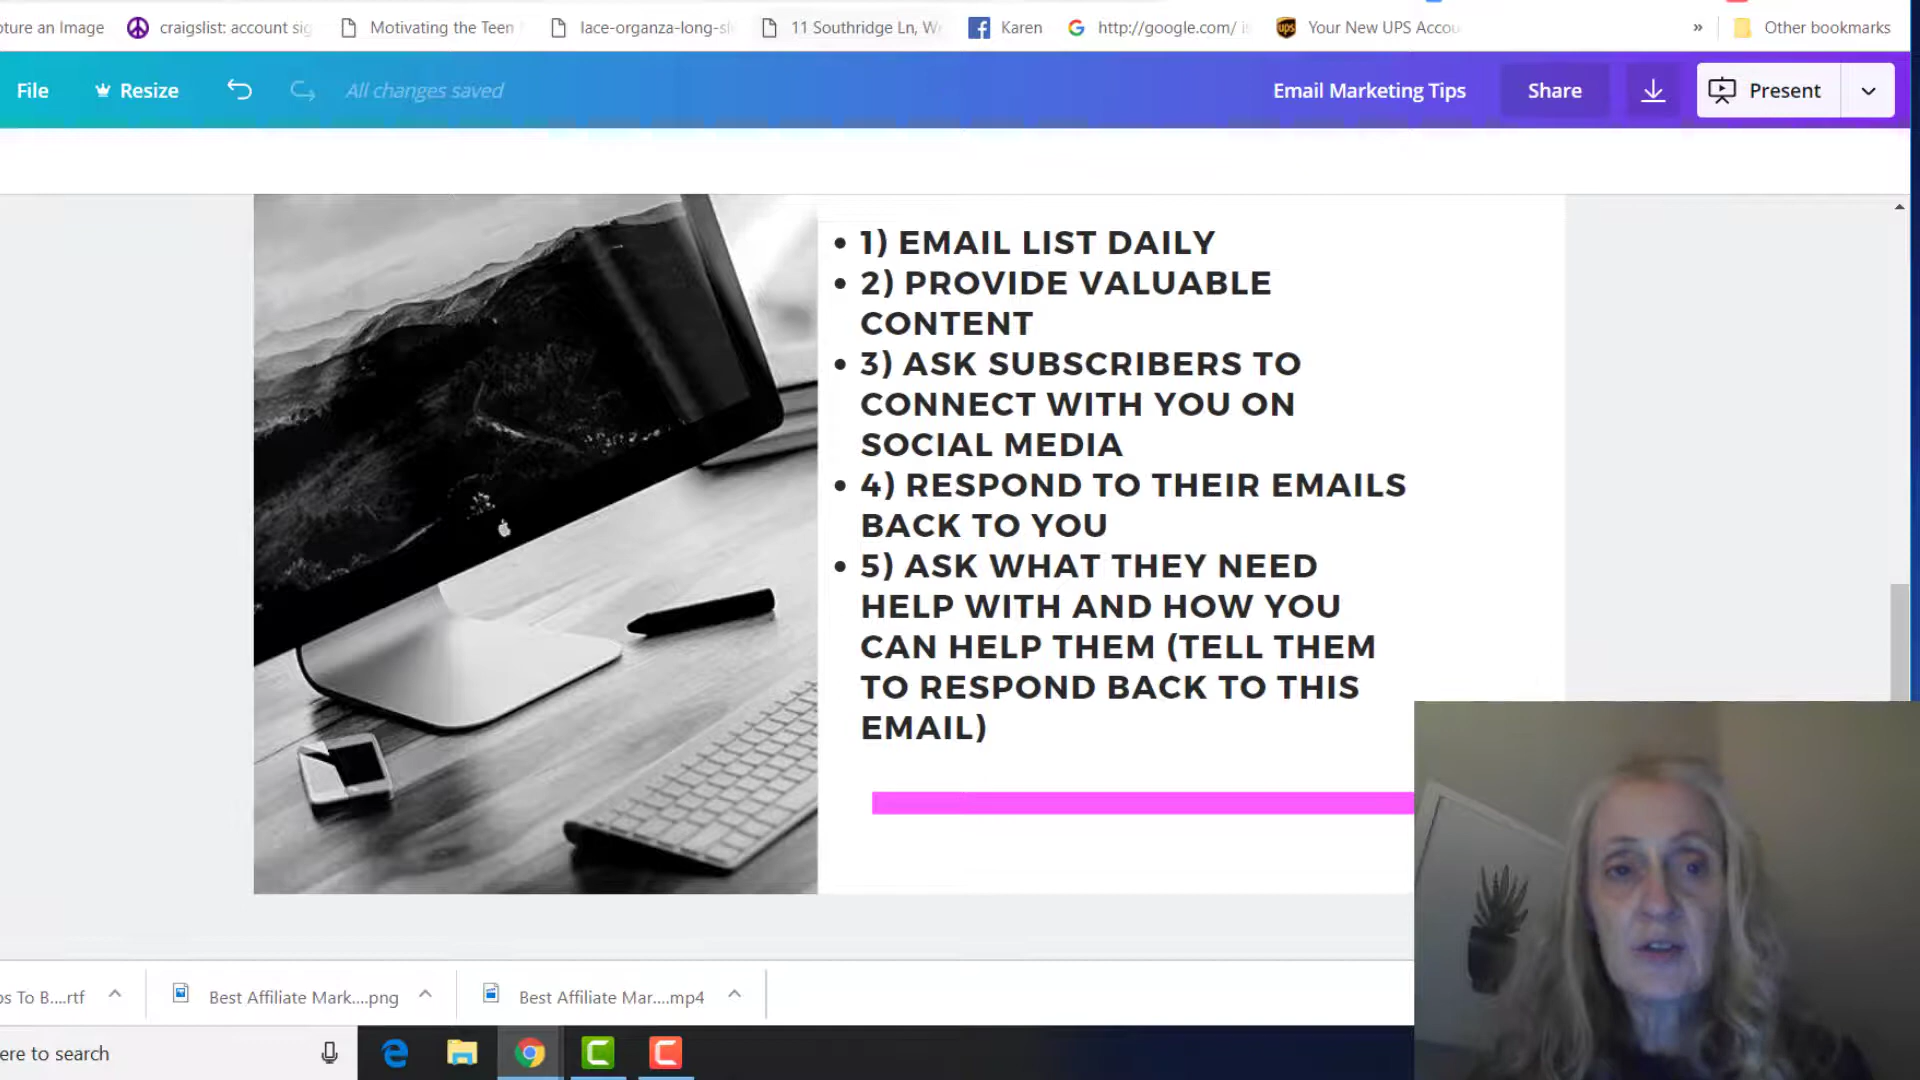 pture an Image craigslist: account sig Motivating the Teen lace-organza-long-sl 11 Southridge Ln, W Karen http://google.com/ i Your New UPS Accou » Other bookmarks
File Resize All changes saved Email Marketing Tips Share Present
• 1) EMAIL LIST DAILY
• 2) PROVIDE VALUABLE
CONTENT
• 3) ASK SUBSCRIBERS TO
CONNECT WITH YOU ON
SOCIAL MEDIA
• 4) RESPOND TO THEIR EMAILS
BACK TO YOU
• 5) ASK WHAT THEY NEED
HELP WITH AND HOW YOU
CAN HELP THEM (TELL THEM
TO RESPOND BACK TO THIS
EMAIL)
os To B....rtf Best Affiliate Mark....png Best Affiliate Mar....mp4
ere to search